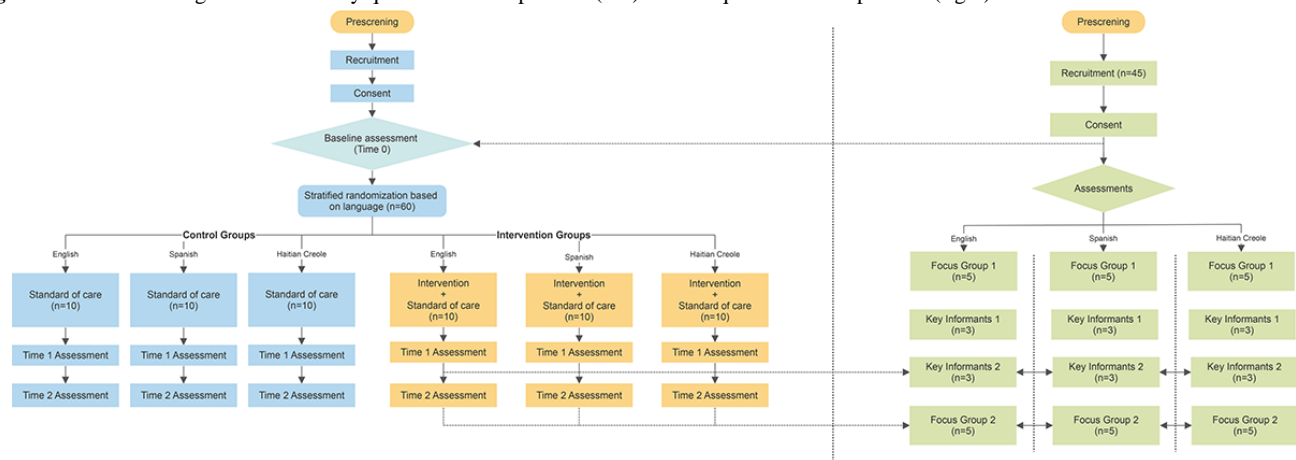 Prescrening
Recruitment
Consent
Baseline assessment
(Time 0)
Stratified randomization based
on language (n=60)
Control Groups
Intervention Groups
English
Spanish
Haitian Creole
English
Spanish
Haitian Creole
Standard of care
(n=10)
Standard of care
(n=10)
Standard of care
(n=10)
Intervention
+
Standard of care
(n=10)
Intervention
+
Standard of care
(n=10)
Intervention
+
Standard of care
(n=10)
Time 1 Assessment
Time 1 Assessment
Time 1 Assessment
Time 1 Assessment
Time 1 Assessment
Time 1 Assessment
Time 2 Assessment
Time 2 Assessment
Time 2 Assessment
Time 2 Assessment
Time 2 Assessment
Time 2 Assessment
Prescrening
Recruitment (n=45)
Consent
Assessments
English
Spanish
Haitian Creole
Focus Group 1
(n=5)
Focus Group 1
(n=5)
Focus Group 1
(n=5)
Key Informants 1
(n=3)
Key Informants 1
(n=3)
Key Informants 1
(n=3)
Key Informants 2
(n=3)
Key Informants 2
(n=3)
Key Informants 2
(n=3)
Focus Group 2
(n=5)
Focus Group 2
(n=5)
Focus Group 2
(n=5)